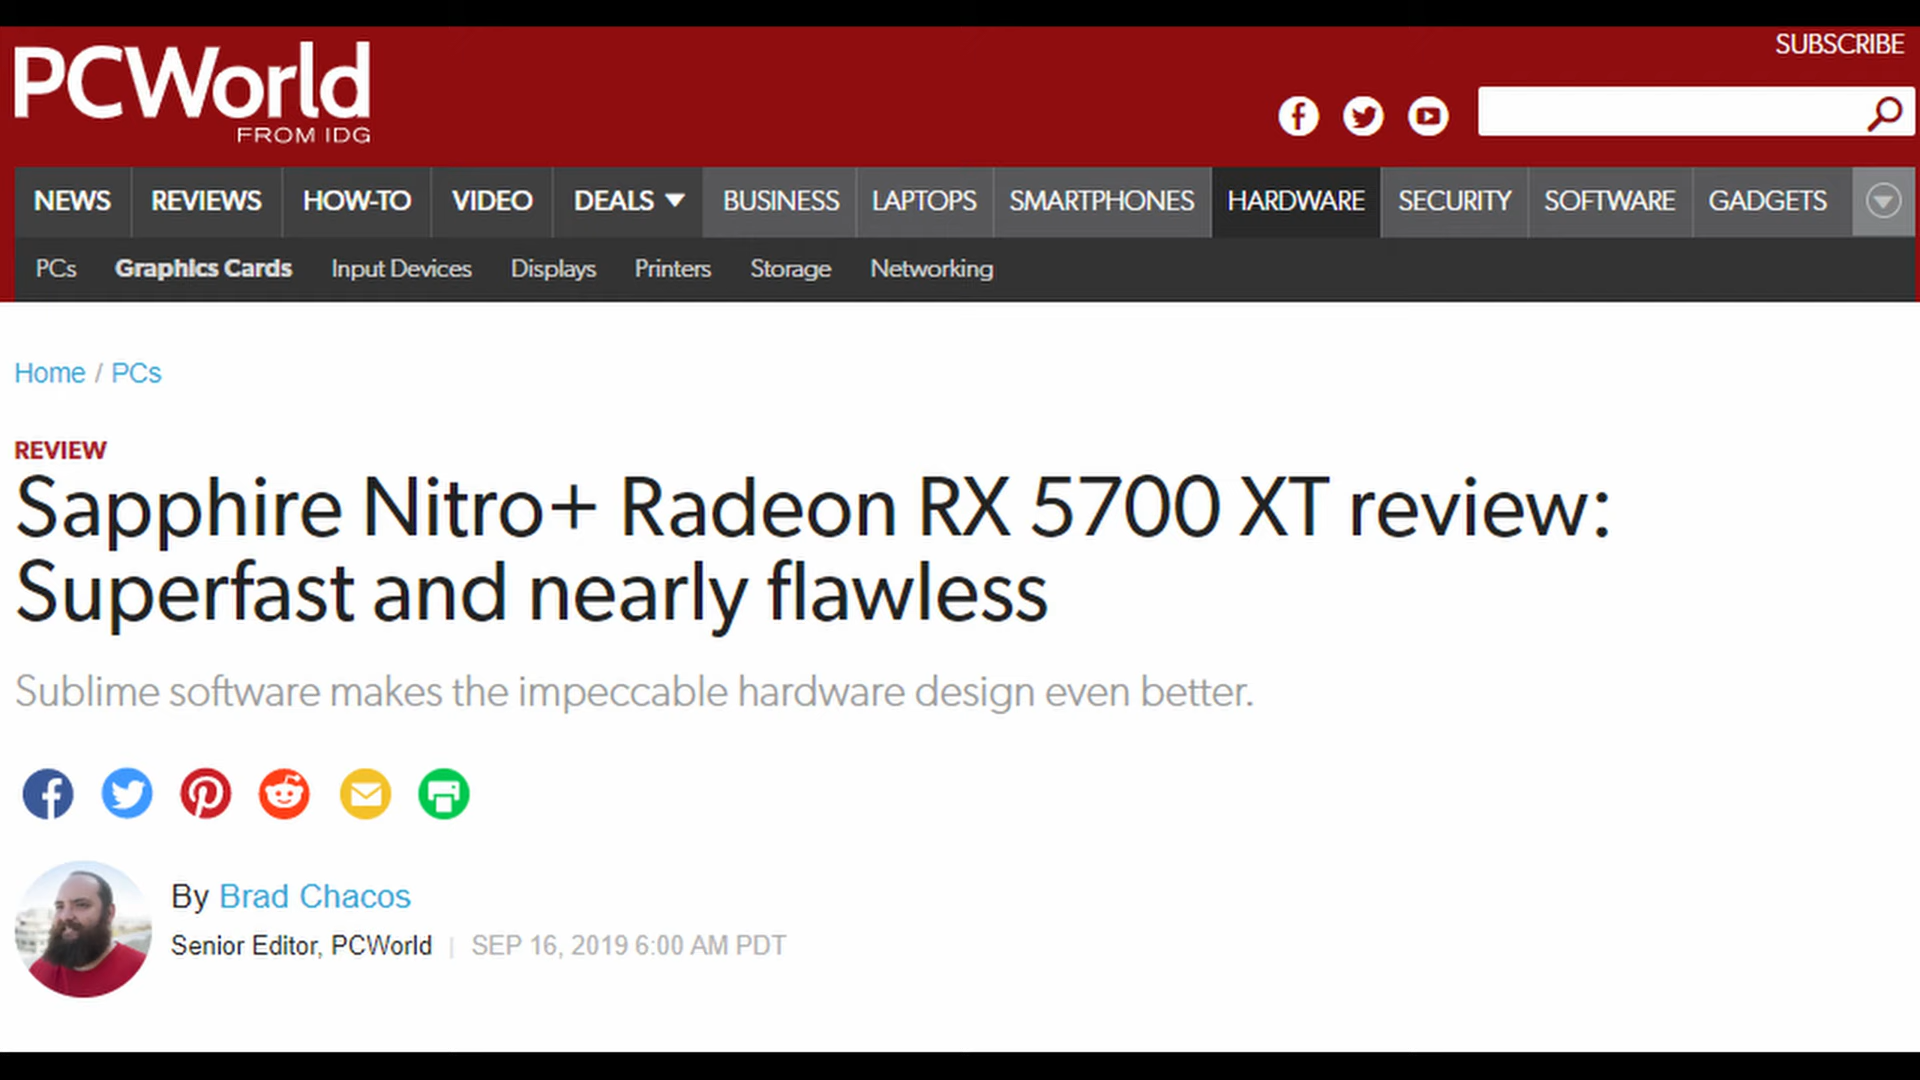 SUBSCRIBE
PCWorld
FROM IDG
NEWS REVIEWS HOW-TO VIDEO DEALS BUSINESS LAPTOPS SMARTPHONES HARDWARE SECURITY SOFTWARE GADGETS
PCs Graphics Cards Input Devices Displays Printers Storage Networking
Home / PCs
REVIEW
Sapphire Nitro+ Radeon RX 5700 XT review:
Superfast and nearly flawless
Sublime software makes the impeccable hardware design even better.
By Brad Chacos
Senior Editor, PCWorld | SEP 16, 2019 6:00 AM PDT